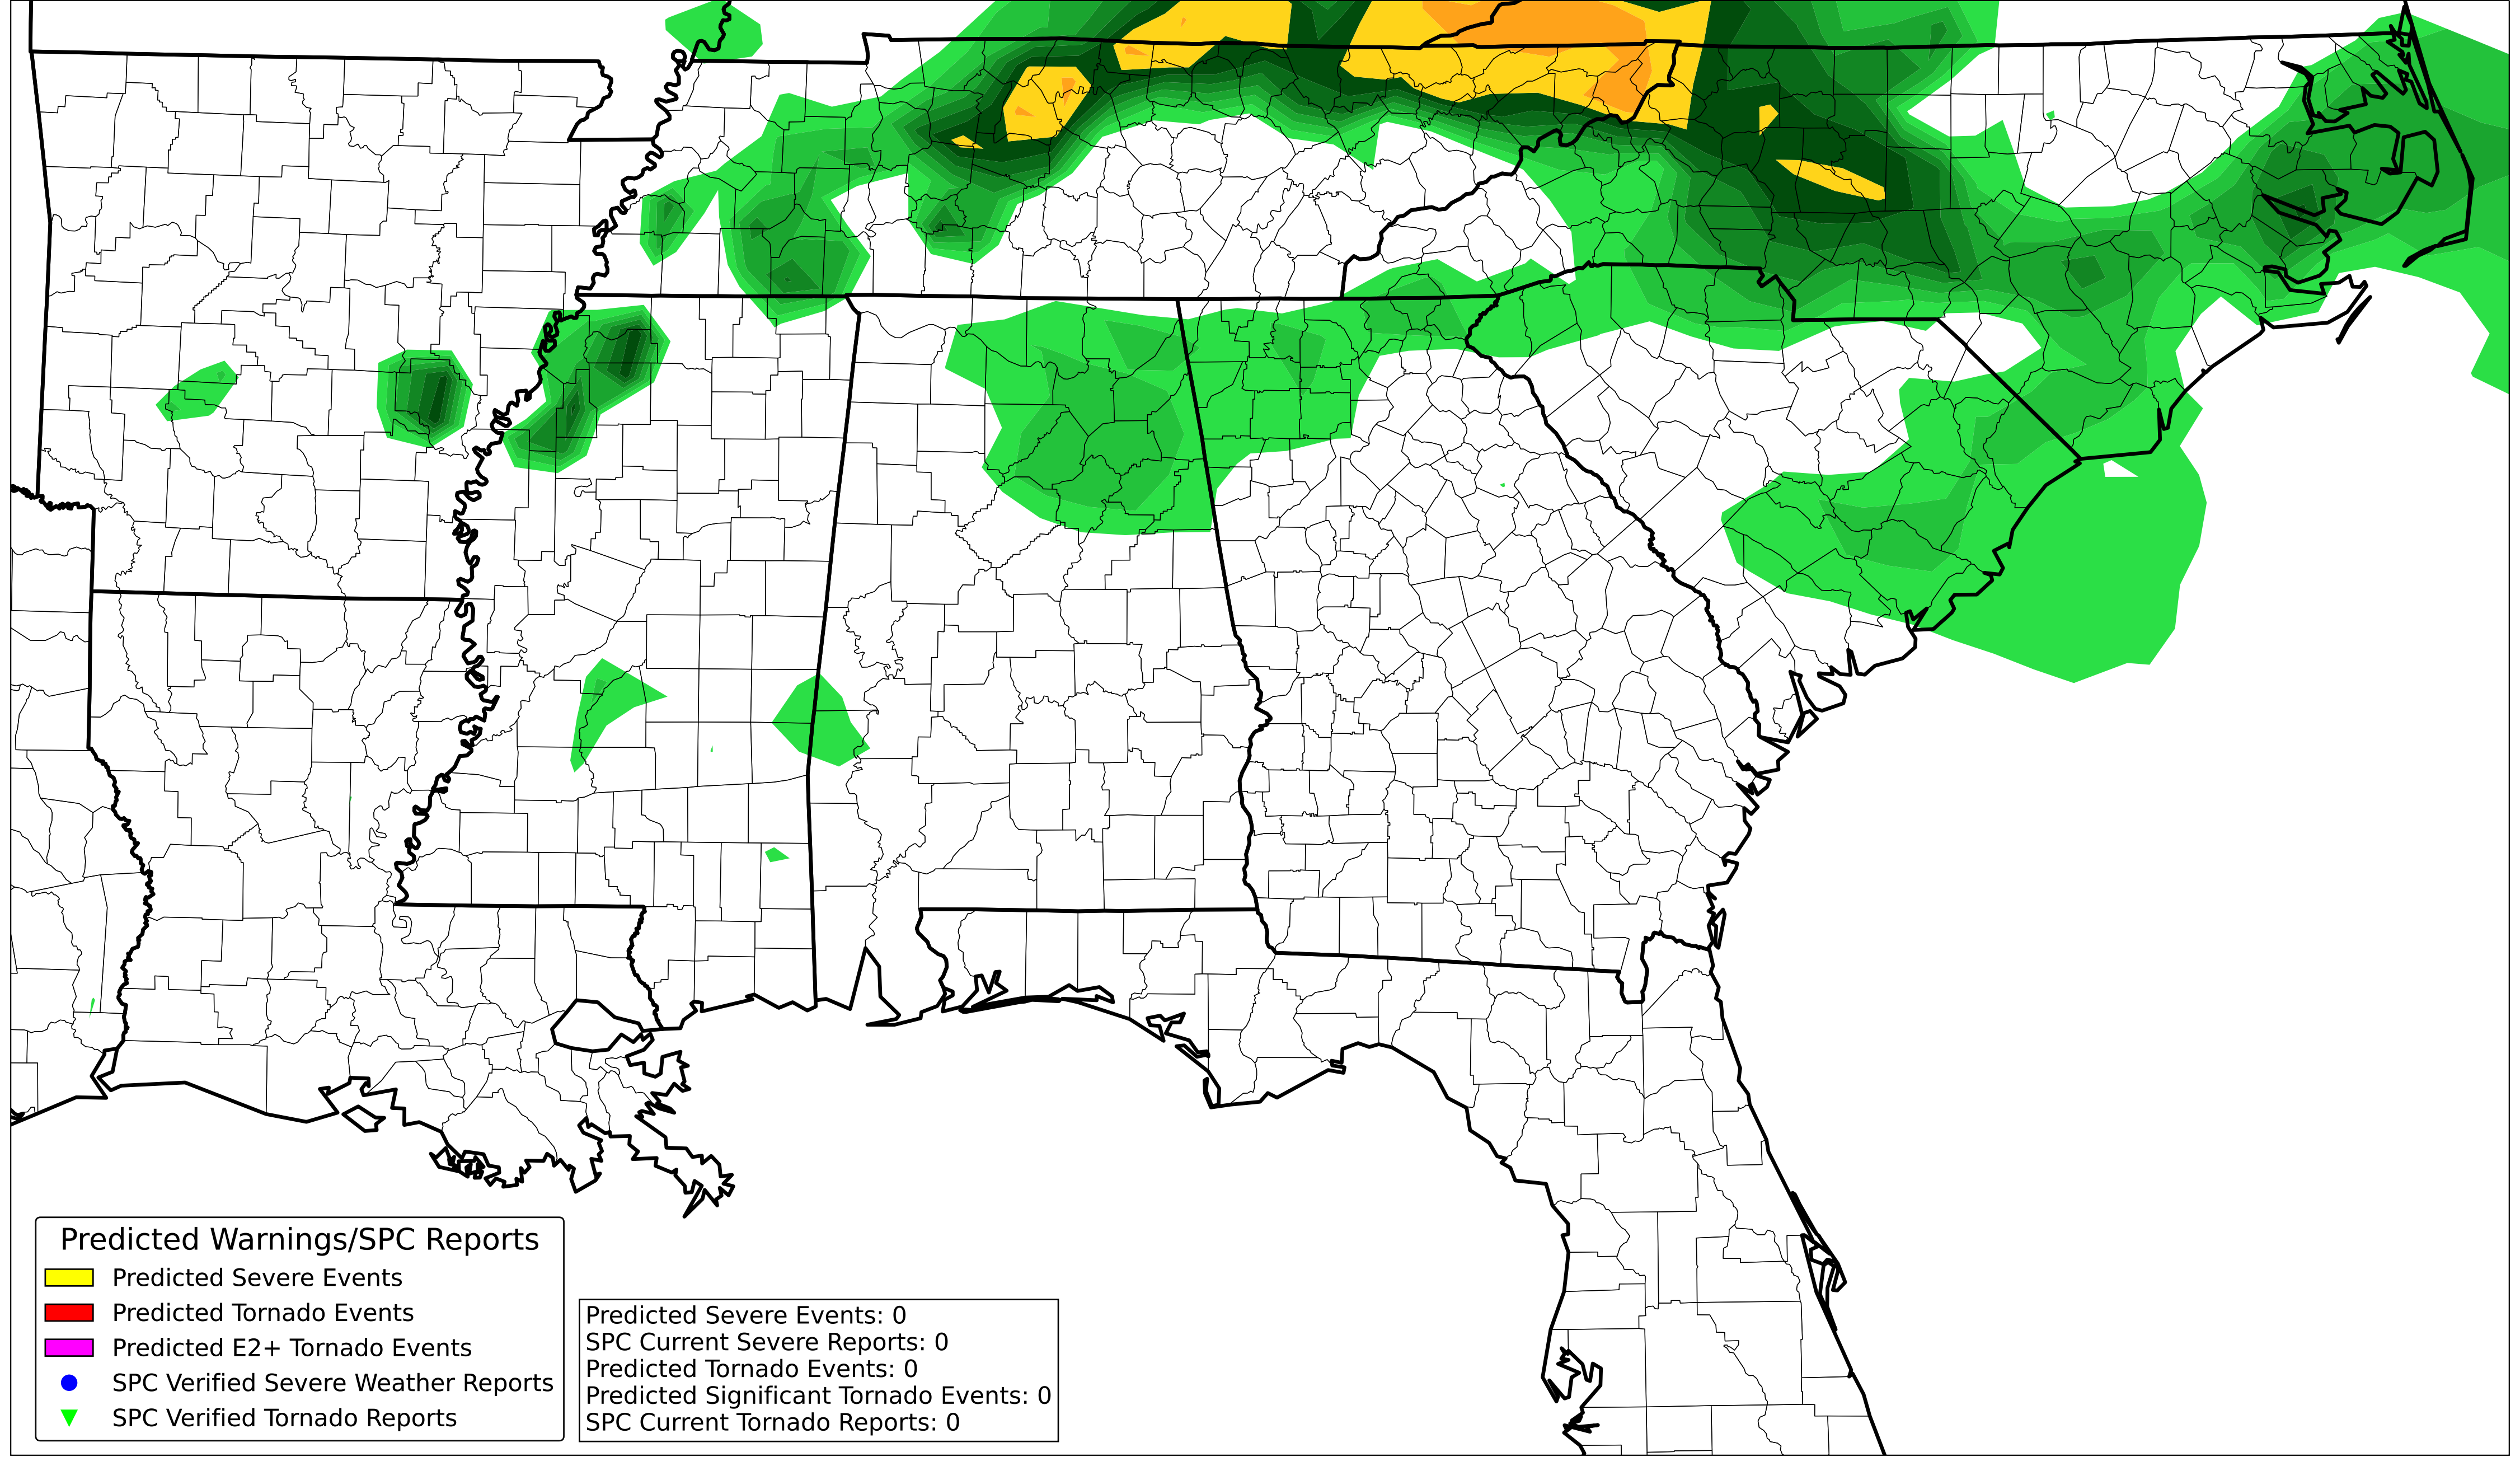 Predicted Warnings/SPC Reports
Predicted Severe Events
Predicted Tornado Events
Predicted E2+ Tornado Events
SPC Verified Severe Weather Reports
SPC Verified Tornado Reports
Predicted Severe Events: 0
SPC Current Severe Reports: 0
Predicted Tornado Events: 0
Predicted Significant Tornado Events: 0
SPC Current Tornado Reports: 0